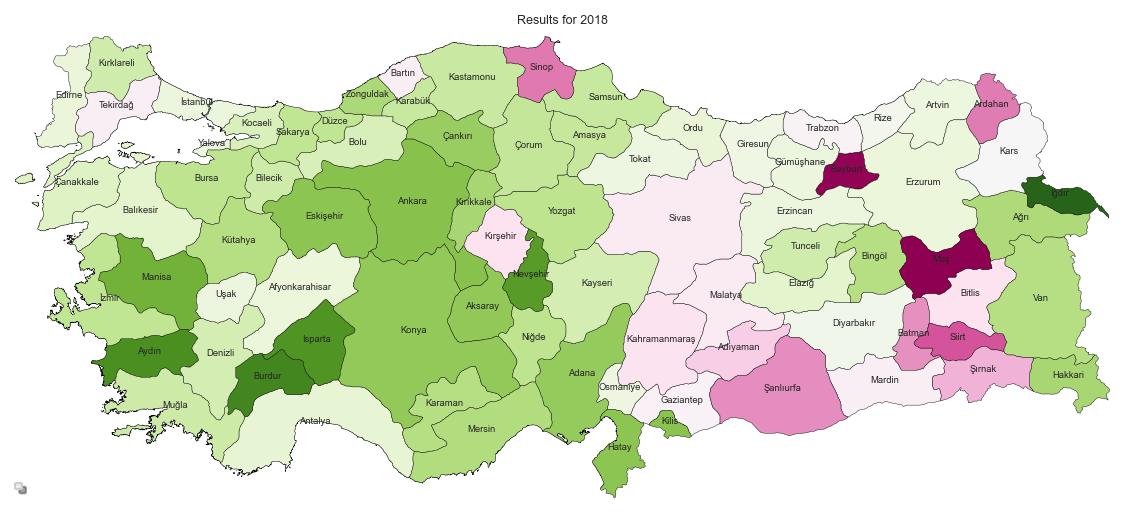 Results for 2018
Sinop
Bartın
Kırklareli
Kastamonu
Edirne
Zonguldak
Karabük
Samsun
Tekirdağ
İstanbul
Ardahan
Artvin
Rize
Kocaeli
Düzce
Sakarya
Trabzon
Ordu
Çankırı
Amasya
Yalova
Bolu
Giresun
Çorum
Kars
Tokat
Gümüşhane
Bayburt
Çanakkale
Bursa
Bilecik
Erzurum
Iğdır
Ankara
Kırıkkale
Balıkesir
Yozgat
Erzincan
Eskişehir
Sivas
Ağrı
Kırşehir
Kütahya
Tunceli
Bingöl
Muş
Manisa
Nevşehir
Kayseri
Elazığ
Afyonkarahisar
Uşak
Malatya
Bitlis
İzmir
Aksaray
Van
Diyarbakır
Konya
Batman
Isparta
Niğde
Kahramanmaraş
Siirt
Aydın
Denizli
Adıyaman
Burdur
Adana
Şırnak
Hakkari
Mardin
Osmaniye
Şanlıurfa
Karaman
Gaziantep
Muğla
Antalya
Kilis
Mersin
Hatay